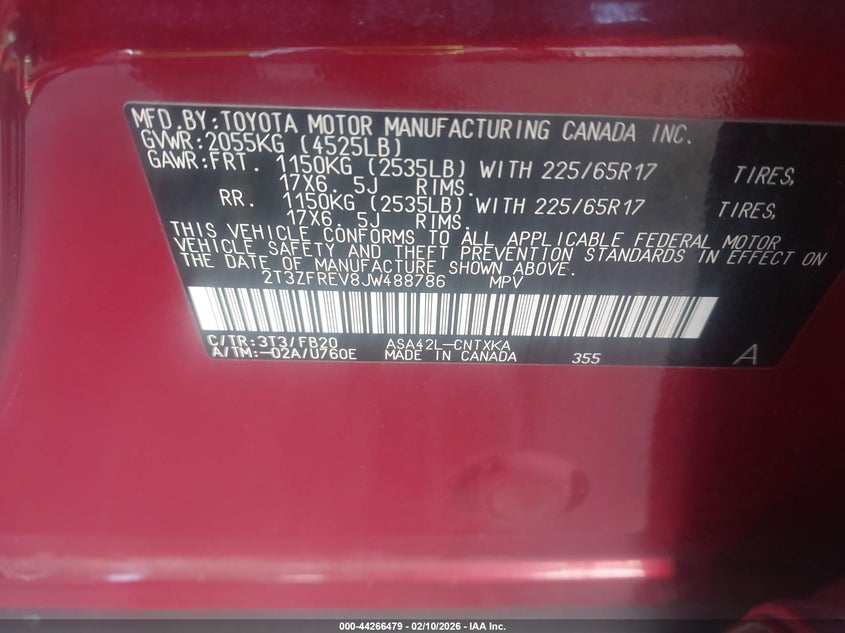 MFD. BY: TOYOTA MOTOR MANUFACTURING CANADA INC.
GVWR: 2055KG (4525LB)
GAWR: FRT. 1150KG (2535LB) WITH 225/65R17 TIRES,
17X6. 5J RIMS.
RR. 1150KG (2535LB) WITH 225/65R17 TIRES,
17X6. 5J RIMS.
THIS VEHICLE CONFORMS TO ALL APPLICABLE FEDERAL MOTOR
VEHICLE SAFETY AND THEFT PREVENTION STANDARDS IN EFFECT ON
THE DATE OF MANUFACTURE SHOWN ABOVE.
2T3ZFREV8JW488786 MPV
C/TR: 3T3/FB20 ASA42L-CNTXKA
A/TM: -02A/U760E MADE IN CANADA 355 A
000-44266479 - 02/10/2026 - IAA Inc.